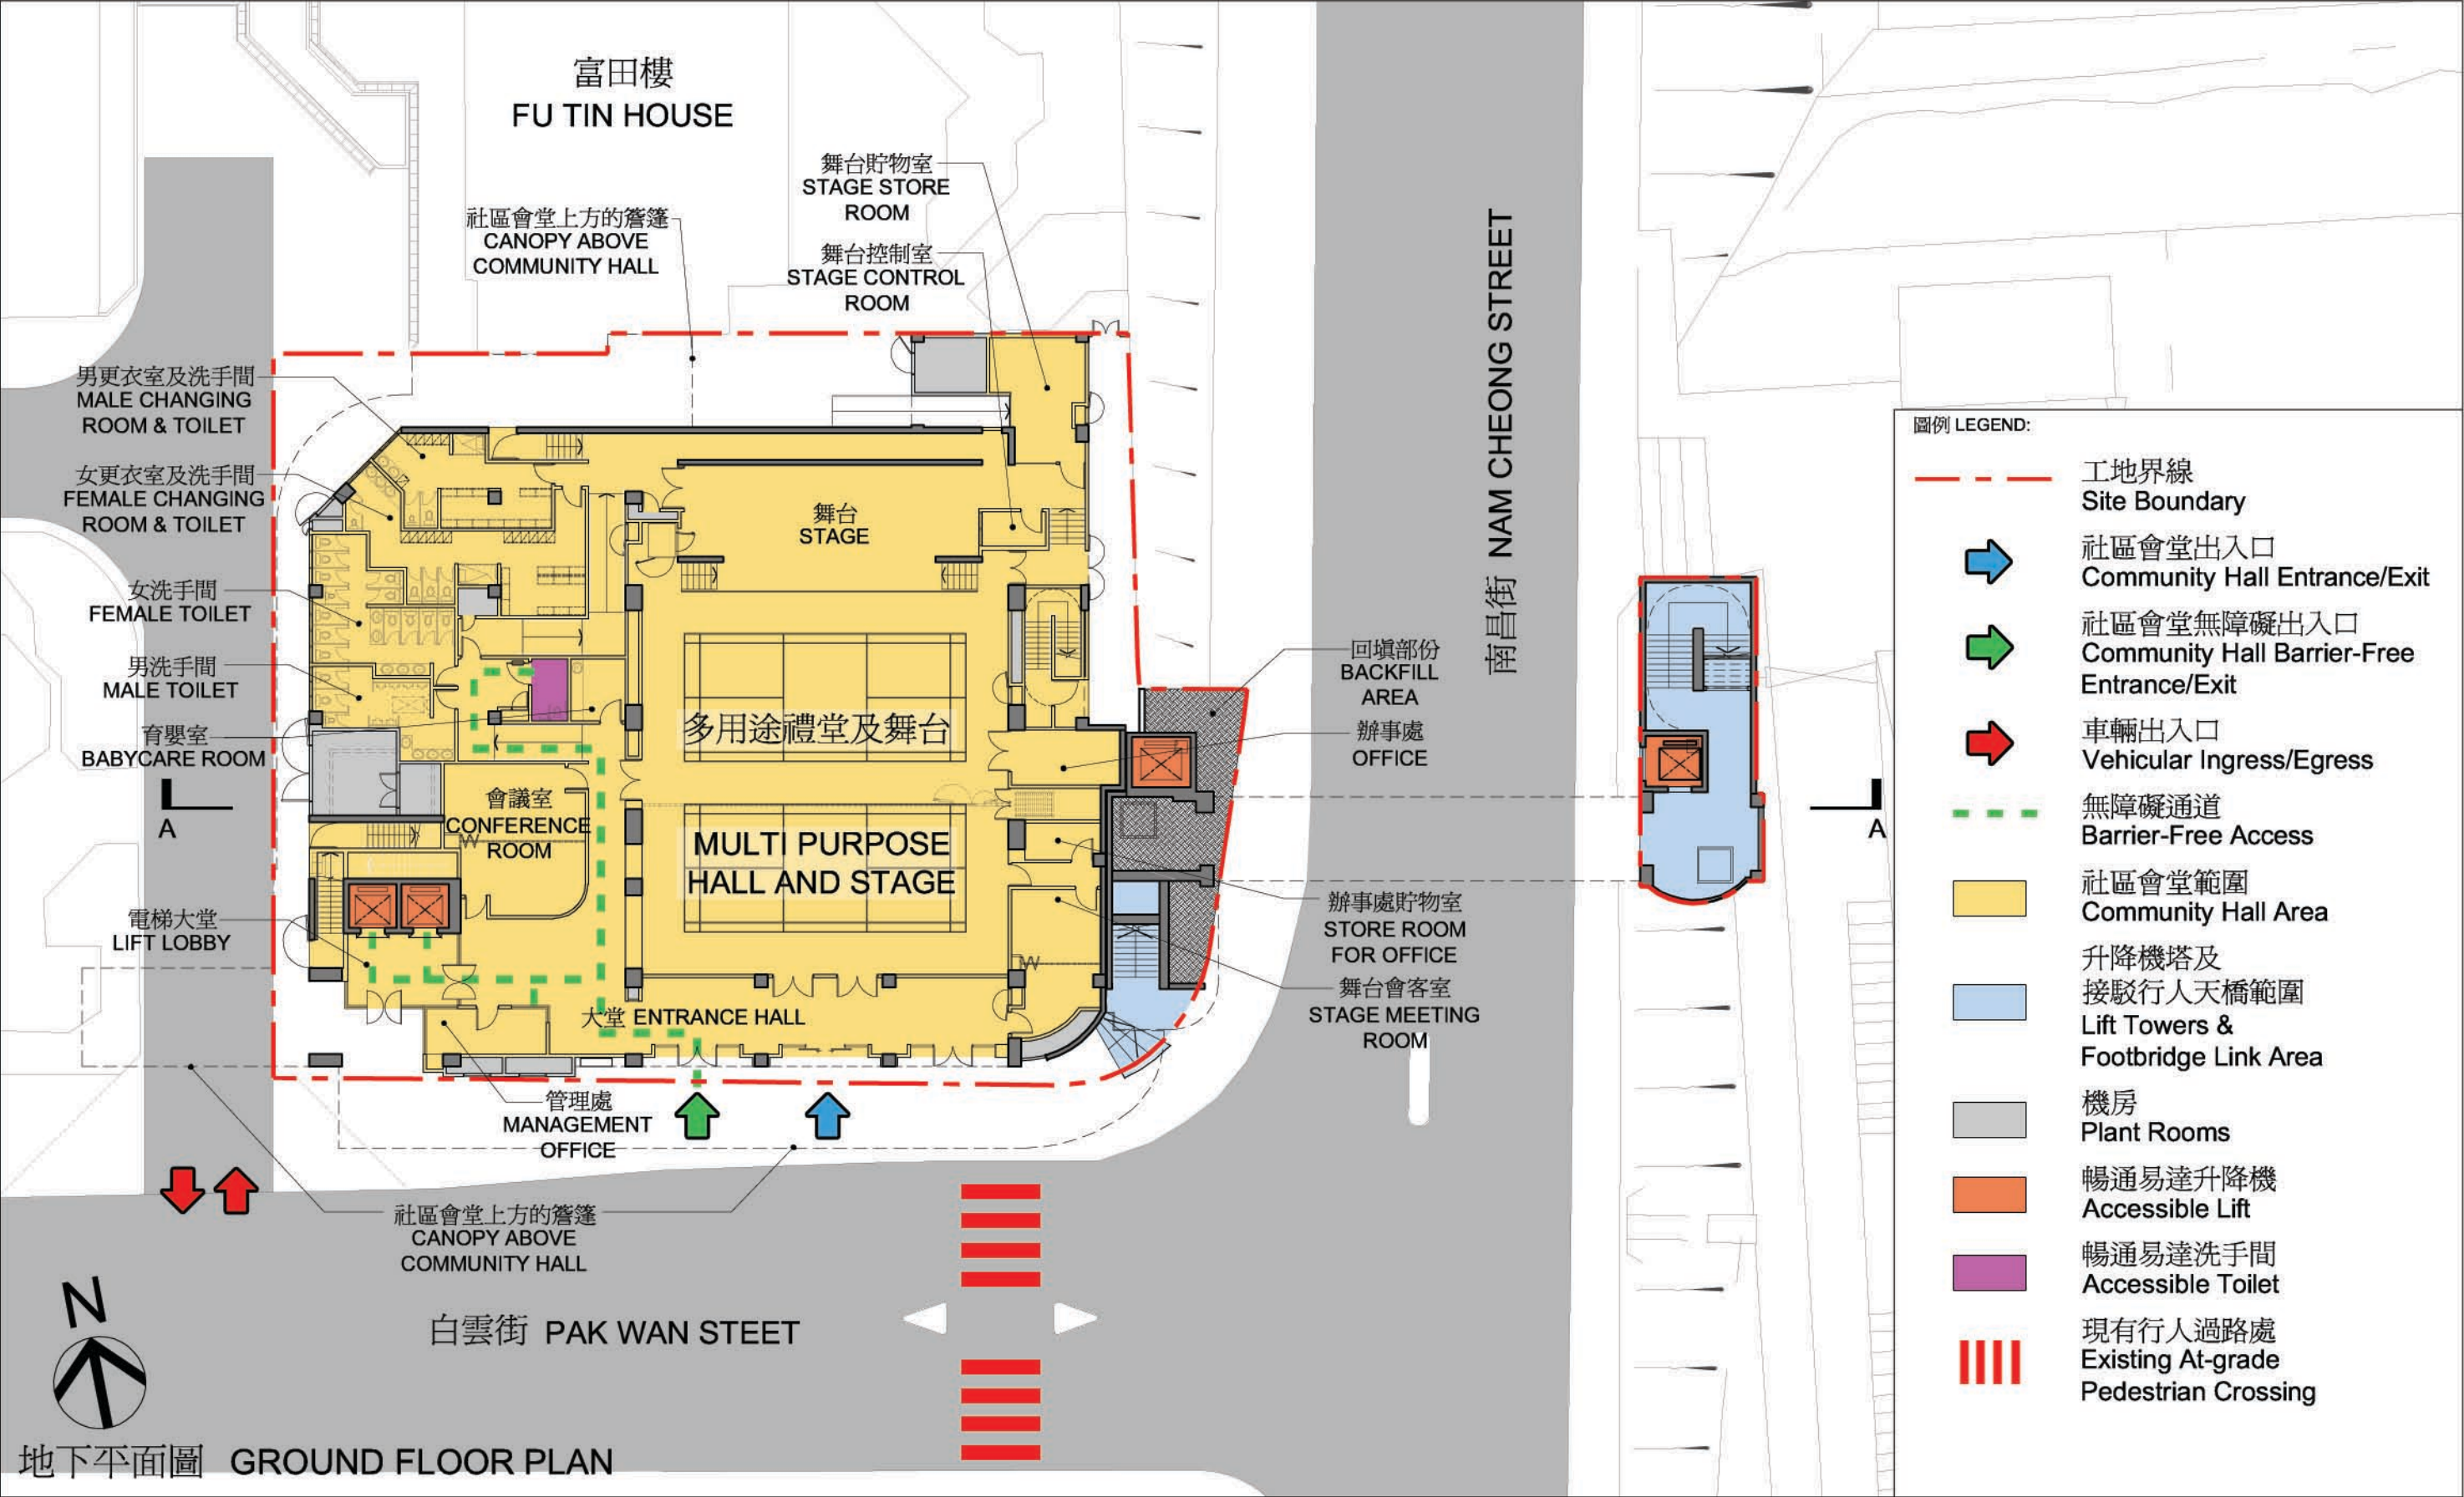 富田樓
FU TIN HOUSE
舞台貯物室
STAGE STORE
ROOM
社區會堂上方的簷篷
CANOPY ABOVE
COMMUNITY HALL
舞台控制室
STAGE CONTROL
ROOM
南昌街 NAM CHEONG STREET
男更衣室及洗手間
MALE CHANGING
ROOM & TOILET
女更衣室及洗手間
FEMALE CHANGING
ROOM & TOILET
女洗手間
FEMALE TOILET
男洗手間
MALE TOILET
育嬰室
BABYCARE ROOM
A
電梯大堂
LIFT LOBBY
舞台
STAGE
多用途禮堂及舞台
MULTI PURPOSE
HALL AND STAGE
會議室
CONFERENCE
ROOM
大堂 ENTRANCE HALL
回填部份
BACKFILL
AREA
辦事處
OFFICE
辦事處貯物室
STORE ROOM
FOR OFFICE
舞台會客室
STAGE MEETING
ROOM
A
管理處
MANAGEMENT
OFFICE
社區會堂上方的簷篷
CANOPY ABOVE
COMMUNITY HALL
白雲街 PAK WAN STEET
N
地下平面圖 GROUND FLOOR PLAN
圖例 LEGEND:
工地界線
Site Boundary
社區會堂出入口
Community Hall Entrance/Exit
社區會堂無障礙出入口
Community Hall Barrier-Free
Entrance/Exit
車輛出入口
Vehicular Ingress/Egress
無障礙通道
Barrier-Free Access
社區會堂範圍
Community Hall Area
升降機塔及
接駁行人天橋範圍
Lift Towers &
Footbridge Link Area
機房
Plant Rooms
暢通易達升降機
Accessible Lift
暢通易達洗手間
Accessible Toilet
現有行人過路處
Existing At-grade
Pedestrian Crossing